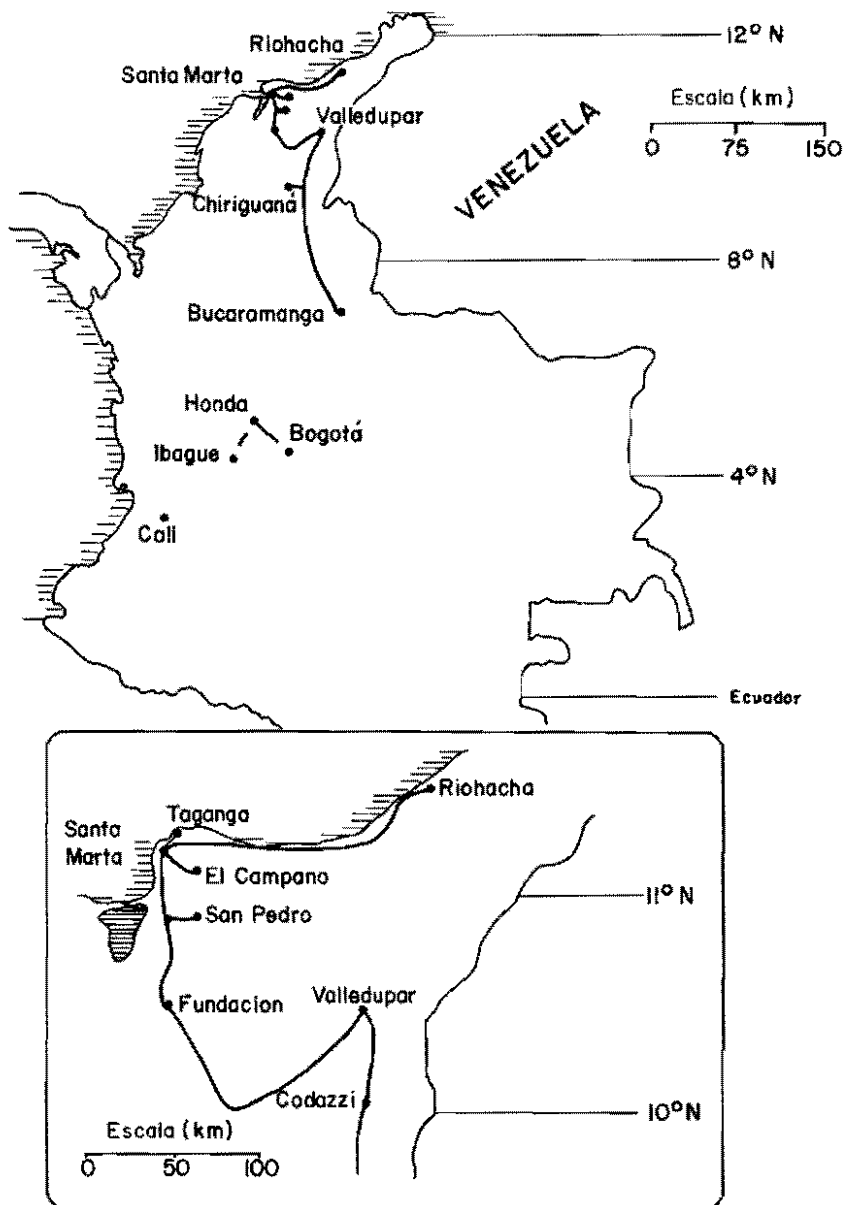 Riohacha
12° N
Santa Marta
Escala (km)
Valledupar
0 75 150
VENEZUELA
Chiriguaná
8° N
Bucaramanga
Honda
Bogotá
Ibague
4° N
Cali
Ecuador
Riohacha
Taganga
Santa
Marta
El Campano
11° N
San Pedro
Valledupar
Fundacion
Codazzi
10° N
Escala (km)
0 50 100